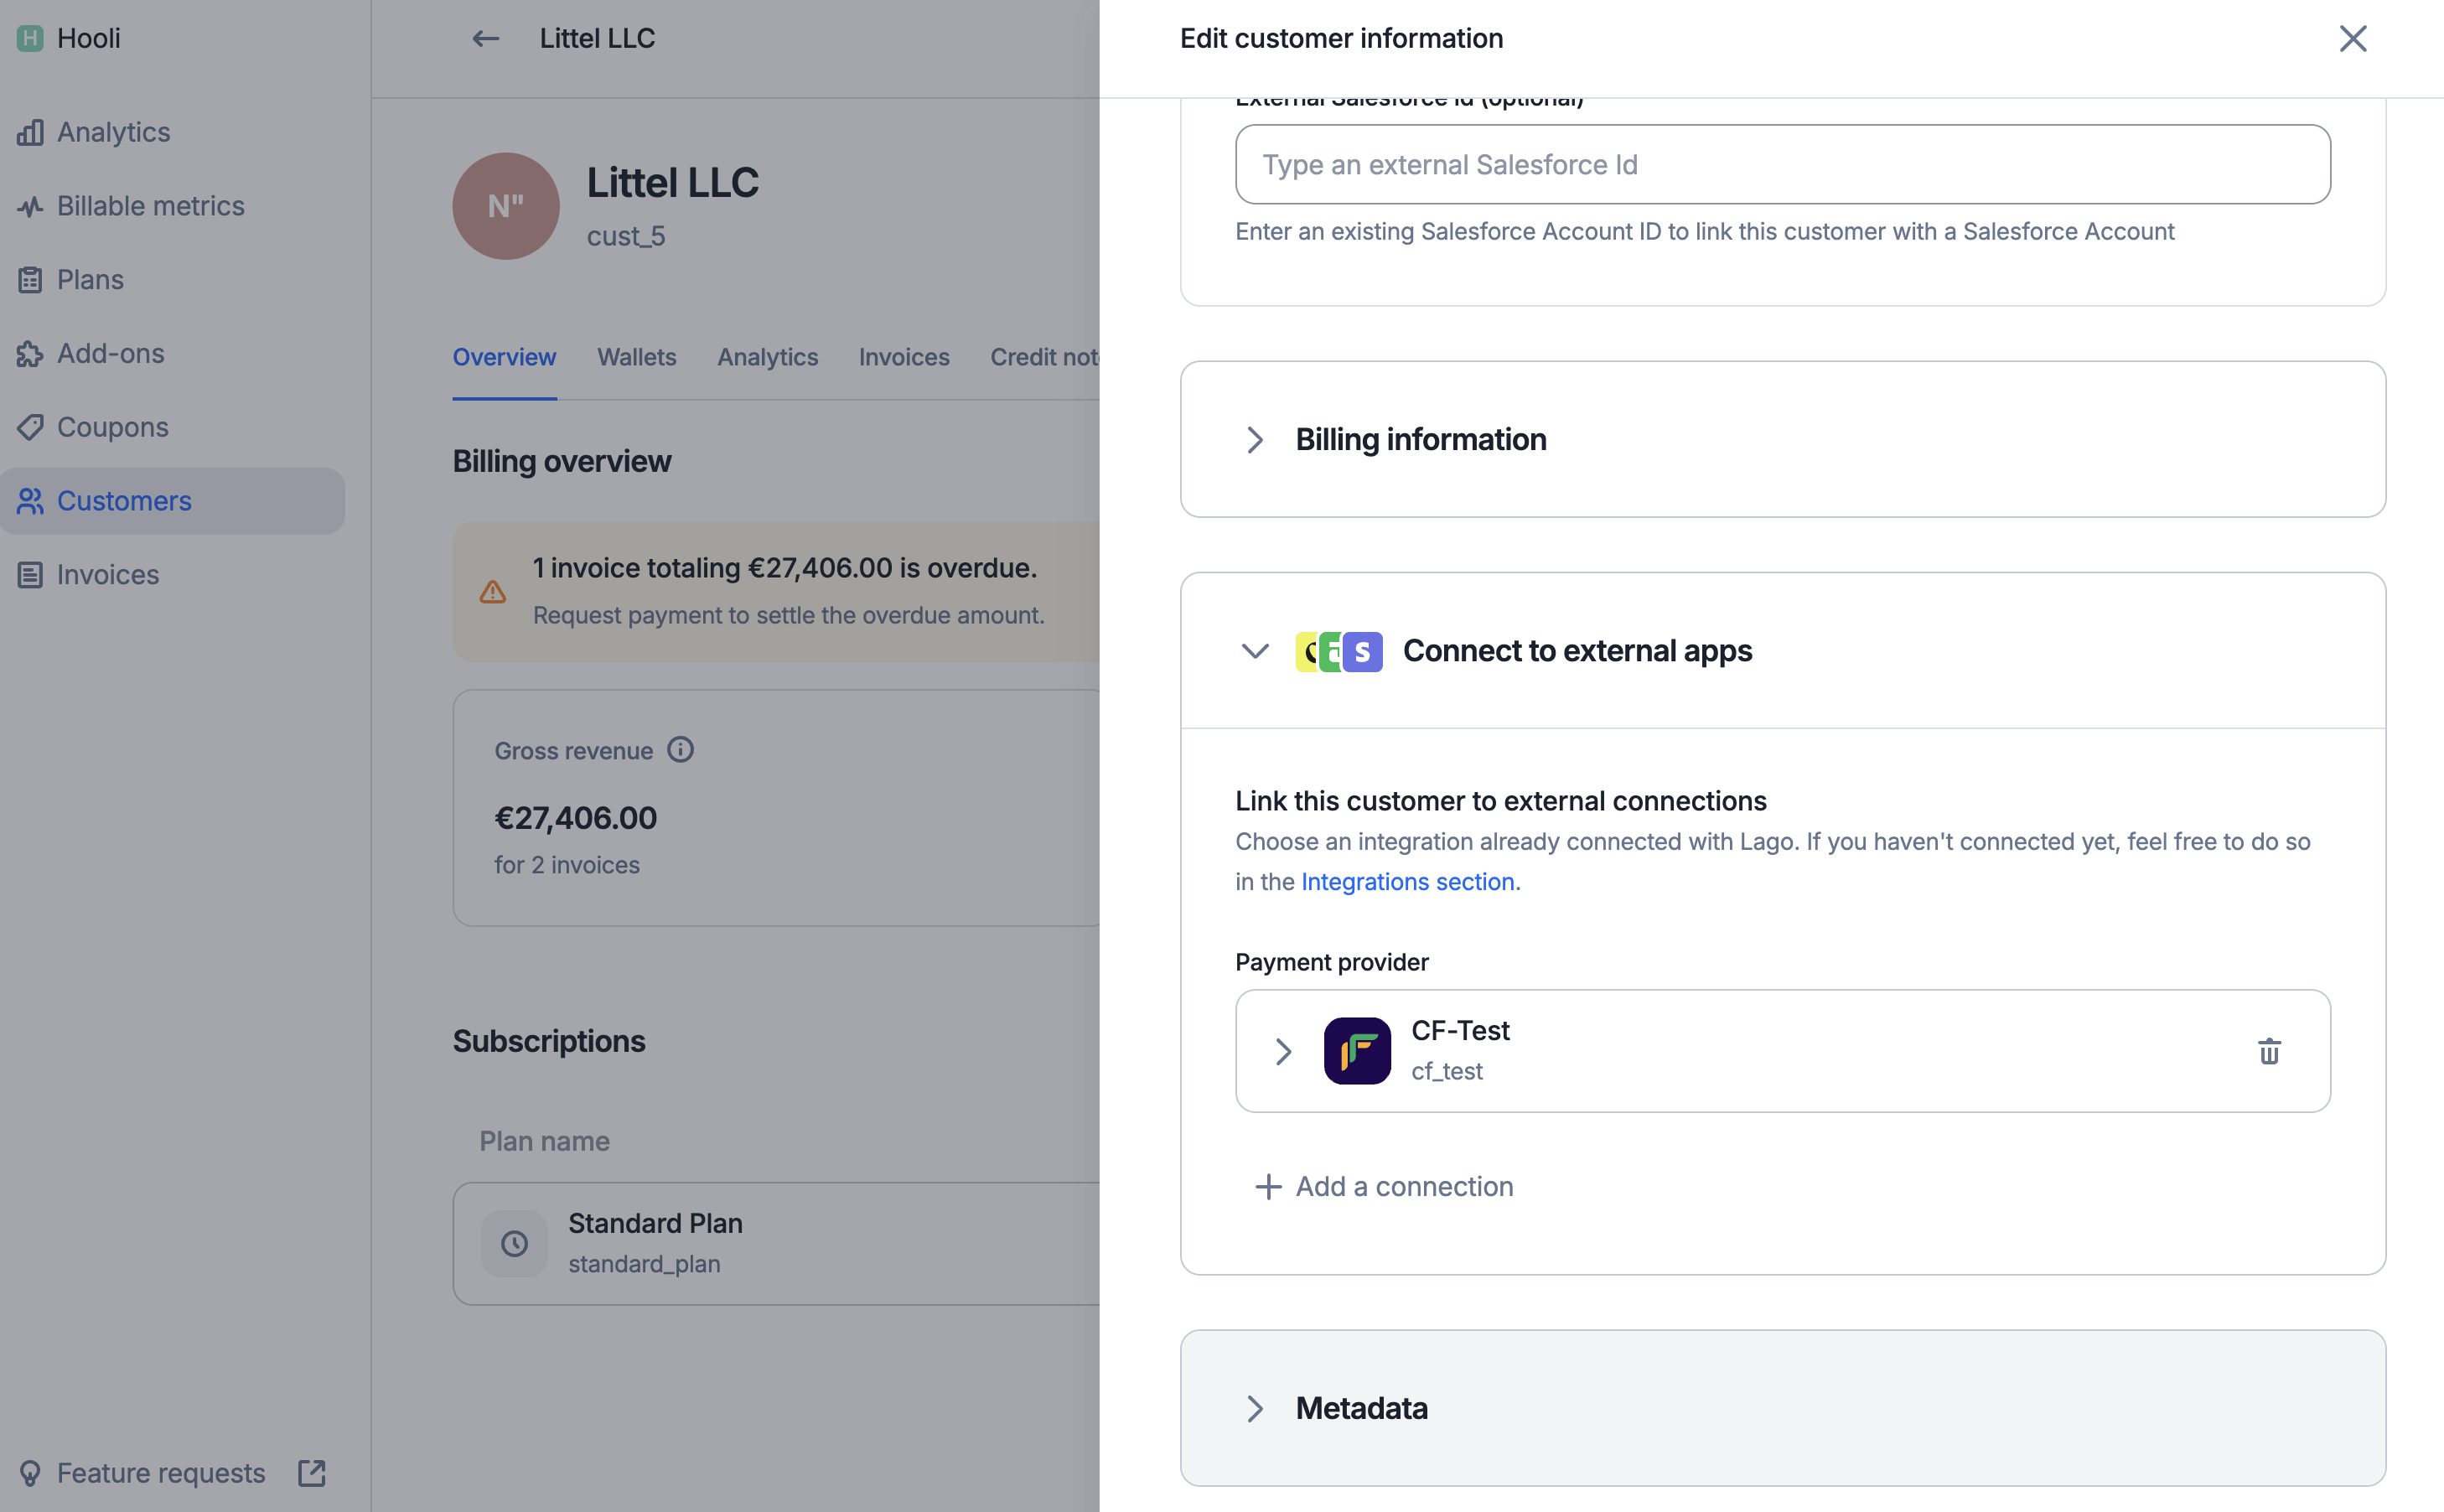 H Hooli
Analytics
Billable metrics
Plans
Add-ons
Coupons
Customers
Invoices
Feature requests
Littel LLC
N"
Littel LLC
cust_5
Overview Wallets Analytics Invoices Credit not
Billing overview
1 invoice totaling €27,406.00 is overdue.
Request payment to settle the overdue amount.
Gross revenue
€27,406.00
for 2 invoices
Subscriptions
Plan name
Standard Plan
standard_plan
Edit customer information
External Salesforce Id (optional)
Type an external Salesforce Id
Enter an existing Salesforce Account ID to link this customer with a Salesforce Account
Billing information
S Connect to external apps
Link this customer to external connections
Choose an integration already connected with Lago. If you haven't connected yet, feel free to do so
in the Integrations section.
Payment provider
CF-Test
cf_test
Add a connection
Metadata